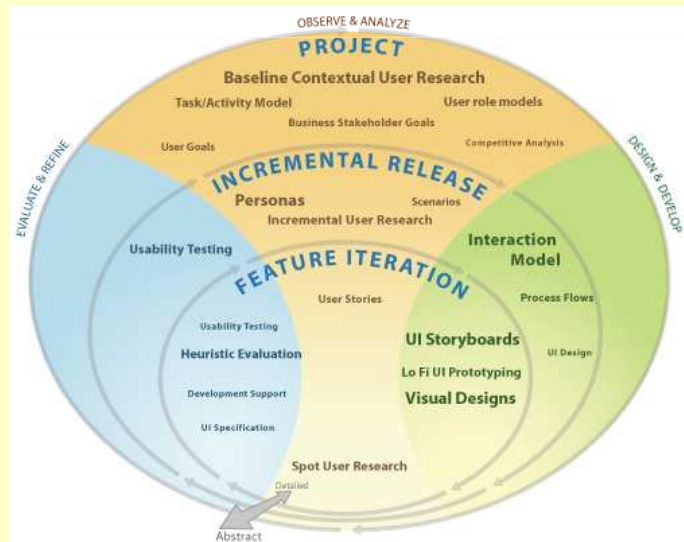 OBSERVE & ANALYZE
PROJECT
Baseline Contextual User Research
Task/Activity Model
User role models
Business Stakeholder Goals
User Goals
Competitive Analysis
EVALUATE & REFINE
DESIGN & DEVELOP
INCREMENTAL RELEASE
Personas
Scenarios
Incremental User Research
Usability Testing
Interaction
Model
FEATURE ITERATION
User Stories
Process Flows
Usability Testing
UI Storyboards
Heuristic Evaluation
UI Design
Lo Fi UI Prototyping
Development Support
Visual Designs
UI Specification
Spot User Research
Detailed
Abstract